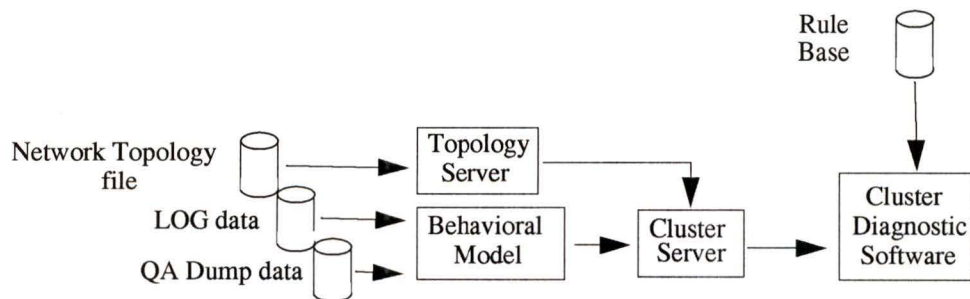 Rule
Base
Network Topology
file
Topology
Server
LOG data
Behavioral
Model
Cluster
Server
Cluster
Diagnostic
Software
QA Dump data